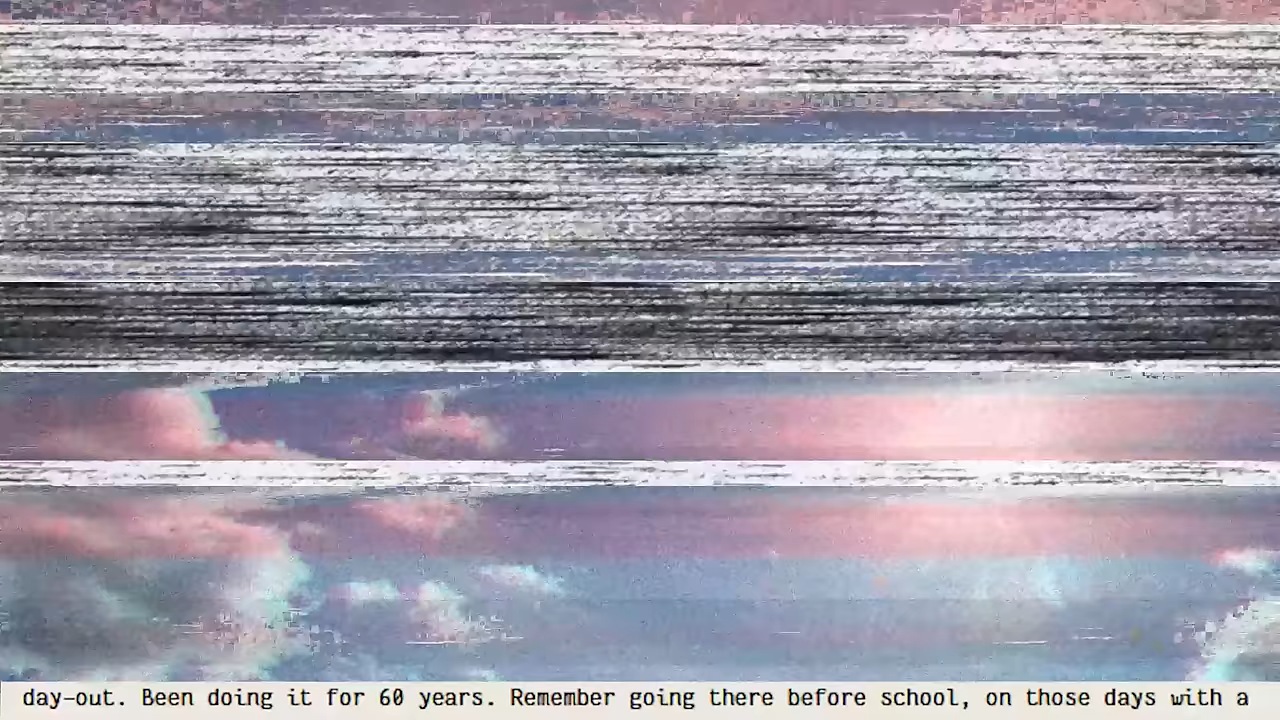 day-out. Been doing it for 60 years. Remember going there before school, on those days with a